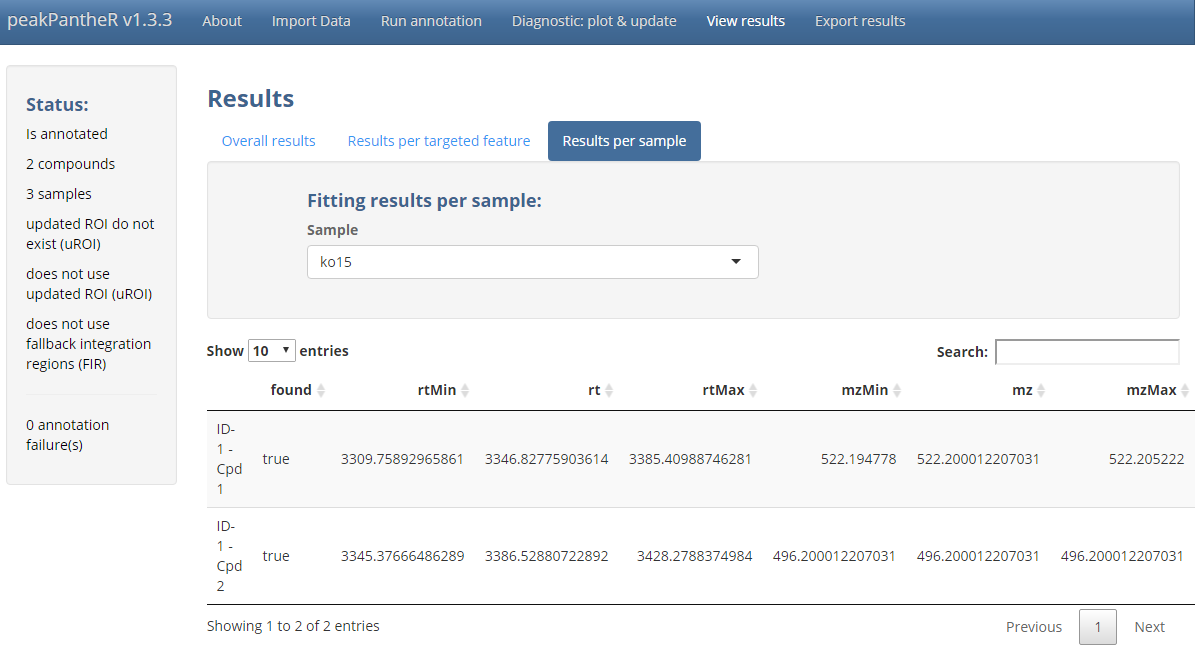 peakPantheR v1.3.3 About Import Data Run annotation Diagnostic: plot & update View results Export results
Status:
Is annotated
2 compounds
3 samples
updated ROI do not
exist (uROI)
does not use
updated ROI (uROI)
does not use
fallback integration
regions (FIR)
0 annotation
failure(s)
Results
Overall results Results per targeted feature Results per sample
Fitting results per sample:
Sample
ko15
Show 10 entries Search:
found rtMin rt rtMax mzMin mz mzMax
ID-
1 -
Cpd
1
true 3309.75892965861 3346.82775903614 3385.40988746281 522.194778 522.200012207031 522.205222
ID-
1 -
Cpd
2
true 3345.37666486289 3386.52880722892 3428.2788374984 496.200012207031 496.200012207031 496.200012207031
Showing 1 to 2 of 2 entries Previous 1 Next